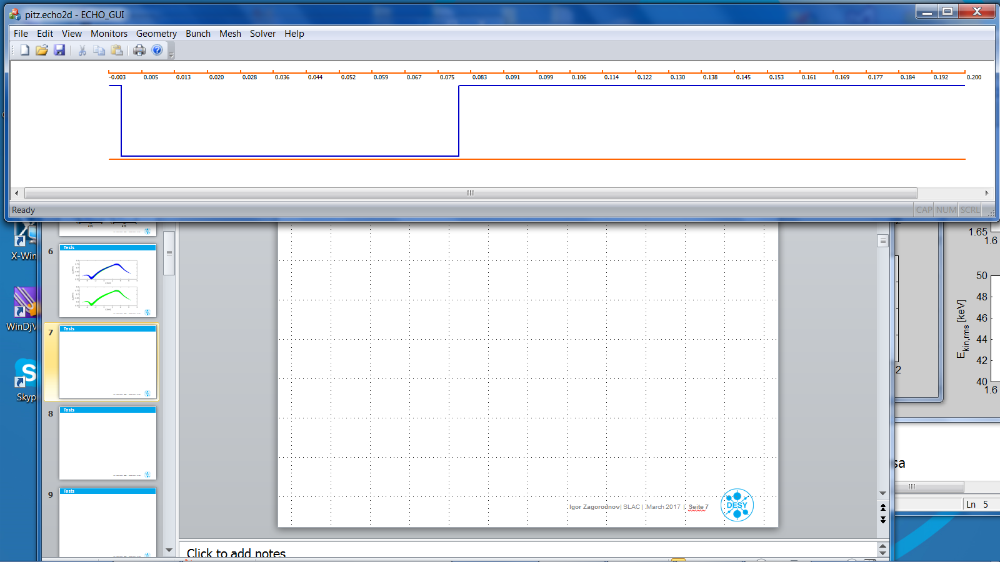 pitz.echo2d - ECHO_GUI
File Edit View Monitors Geometry Bunch Mesh Solver Help
-0.003 0.005 0.013 0.020 0.028 0.036 0.044 0.052 0.059 0.067 0.075 0.083 0.091 0.099 0.106 0.114 0.122 0.130 0.138 0.145 0.153 0.161 0.169 0.177 0.184 0.192 0.200
Ready
CAP NUM SCRL
X-Win
WinDjV
Skyp
6
Tests
7
Tests
8
Tests
9
Tests
Igor Zagorodnov| SLAC | March 2017 | Seite 7
DESY
Click to add notes
2
1.65
1.6
50
48
46
44
42
40
1.6
Ekin,rms [keV]
sa
Ln 5